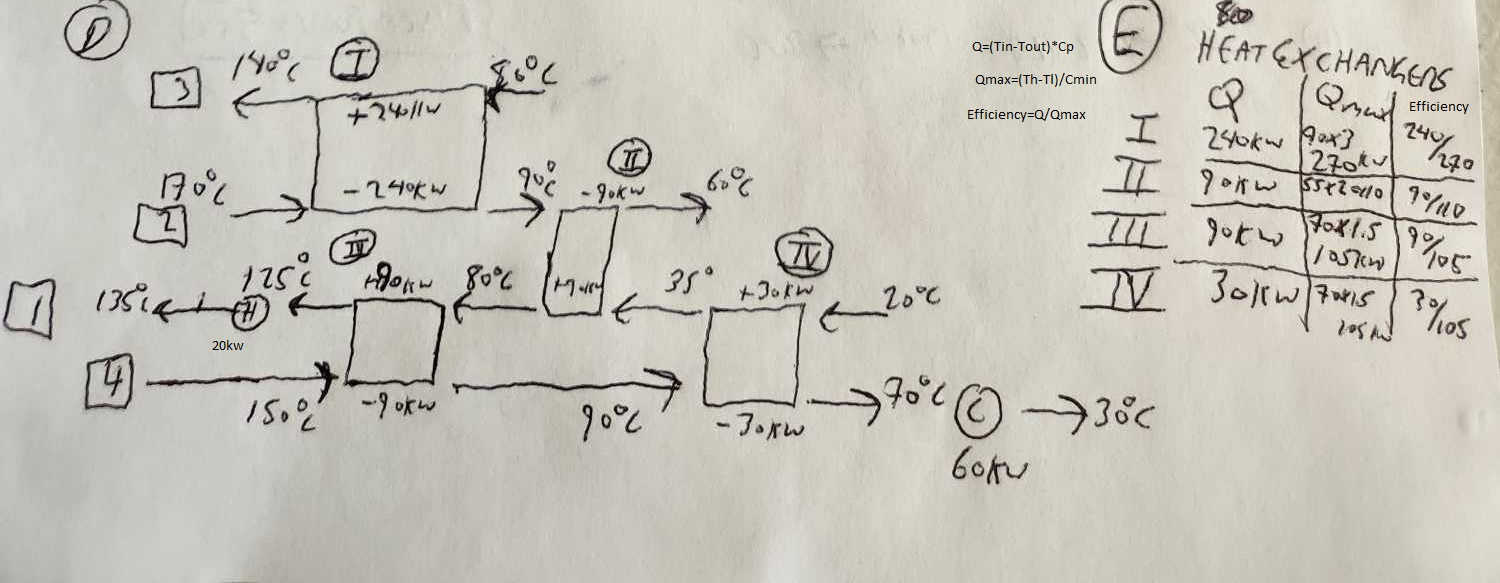 D
140°C
I
80°C
3
+240kw
170°C
-240kw
90°C
II
-90kw
60°C
2
125°C
IV
+90kw
80°C
+90kw
35°
IV
+30kw
20°C
1
135°C
H
20kw
4
150°C
-90kw
90°C
-30kw
70°C
C
30°C
60kw
Q=(Tin-Tout)*Cp
Qmax=(Th-Tl)/Cmin
Efficiency=Q/Qmax
E
HEAT EXCHANGERS
Q Qmax Efficiency
I 240kw 90x3 240/270
270kw
II 90kw 55x2=110 90/110
III 90kw 70x1.5 90/105
105kw
IV 30kw 70x1.5 30/105
105kw